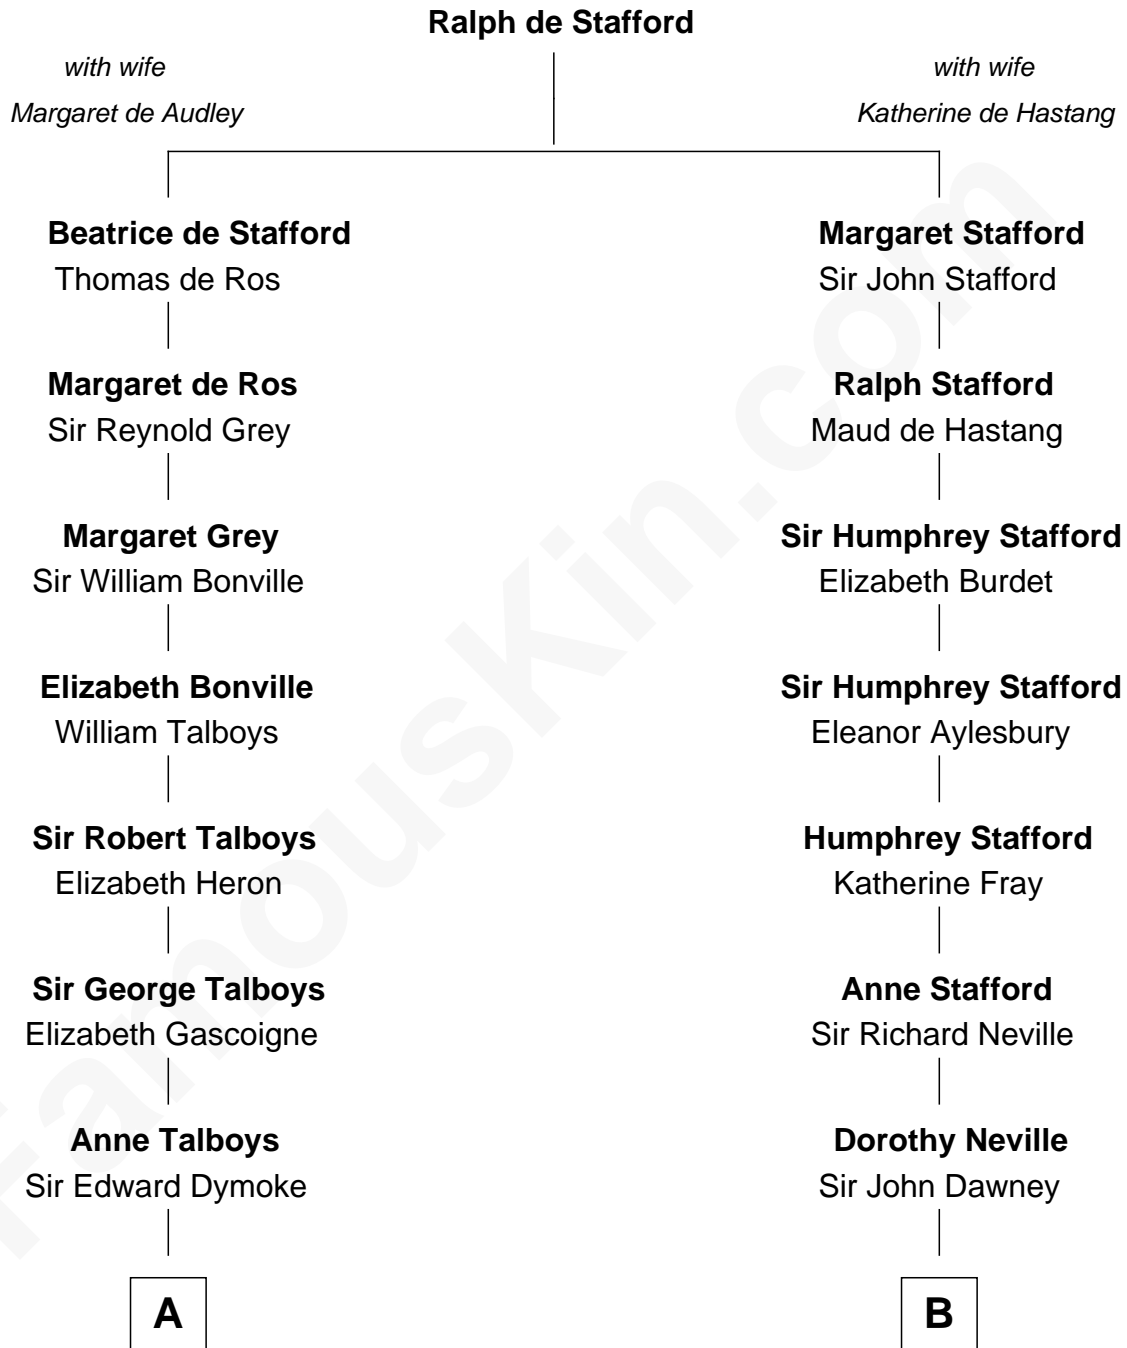 Ralph de Stafford
with wife
Margaret de Audley
with wife
Katherine de Hastang
Beatrice de Stafford
Thomas de Ros
Margaret Stafford
Sir John Stafford
Margaret de Ros
Sir Reynold Grey
Ralph Stafford
Maud de Hastang
Margaret Grey
Sir William Bonville
Sir Humphrey Stafford
Elizabeth Burdet
Elizabeth Bonville
William Talboys
Sir Humphrey Stafford
Eleanor Aylesbury
Sir Robert Talboys
Elizabeth Heron
Humphrey Stafford
Katherine Fray
Sir George Talboys
Elizabeth Gascoigne
Anne Stafford
Sir Richard Neville
Anne Talboys
Sir Edward Dymoke
Dorothy Neville
Sir John Dawney
A
B
FamousKin.com